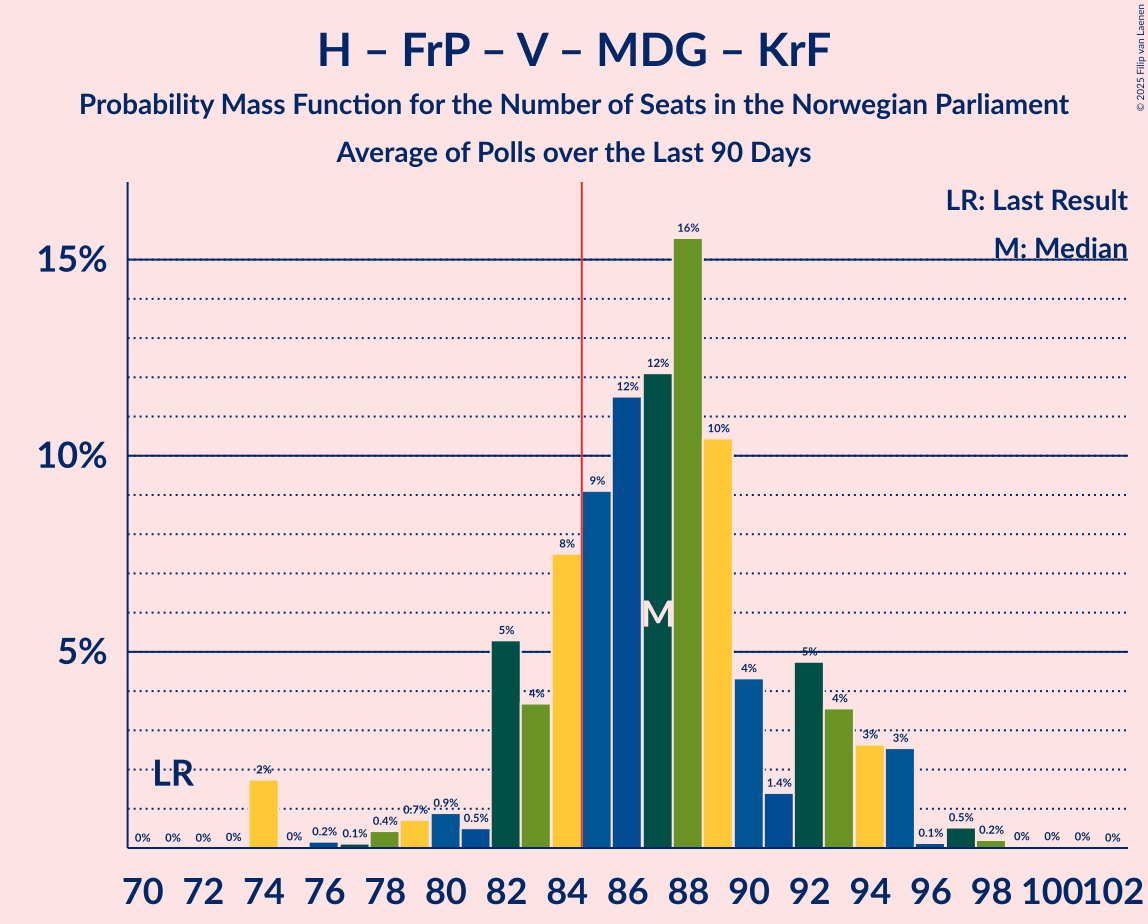 H – FrP – V – MDG – KrF
Probability Mass Function for the Number of Seats in the Norwegian Parliament
Average of Polls over the Last 90 Days
© 2025 Filip van Laenen
LR: Last Result
M: Median
15%
10%
5%
LR
M
0% 0% 0% 0% 2% 0% 0.2% 0.1% 0.4% 0.7% 0.9% 0.5% 5% 4% 8% 9% 12% 12% 16% 10% 4% 1.4% 5% 4% 3% 3% 0.1% 0.5% 0.2% 0% 0% 0% 0%
70 72 74 76 78 80 82 84 86 88 90 92 94 96 98 100 102